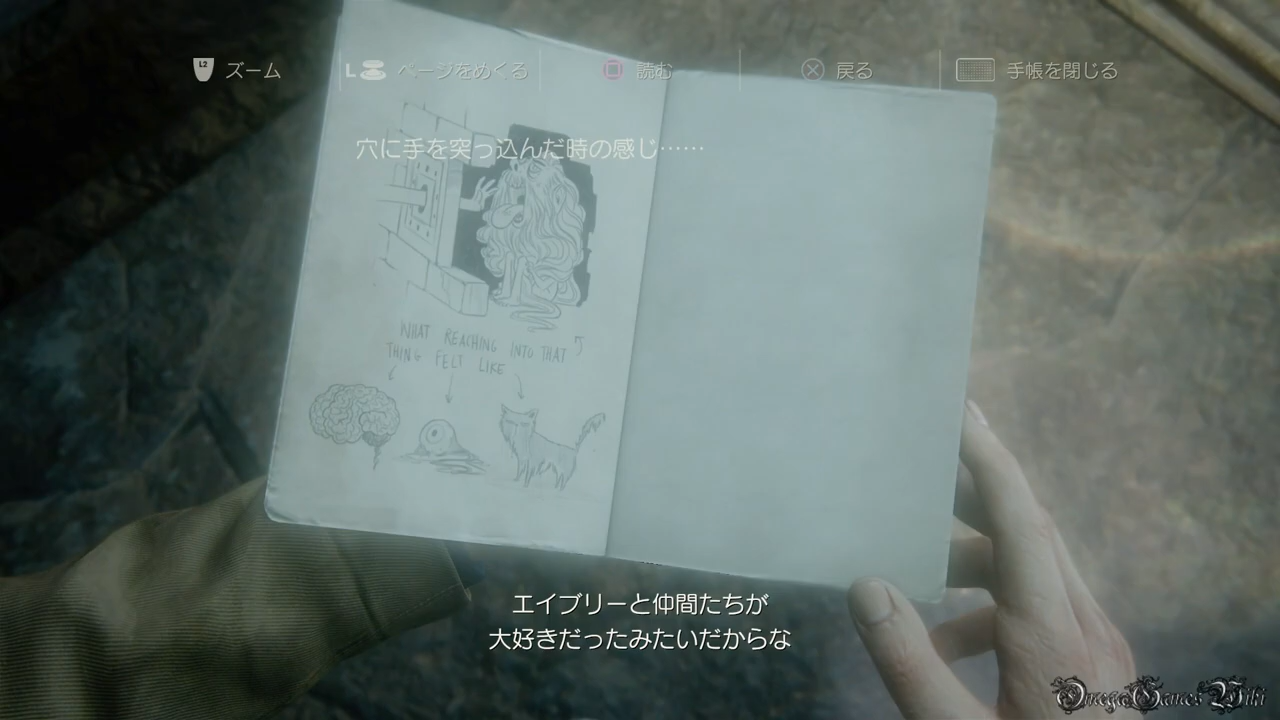 L2 ズーム
L ページをめくる
読む
戻る
手帳を閉じる
穴に手を突っ込んだ時の感じ……
WHAT REACHING INTO THAT
THING FELT LIKE
エイブリーと仲間たちが
大好きだったみたいだからな
OmegaGames Wiki